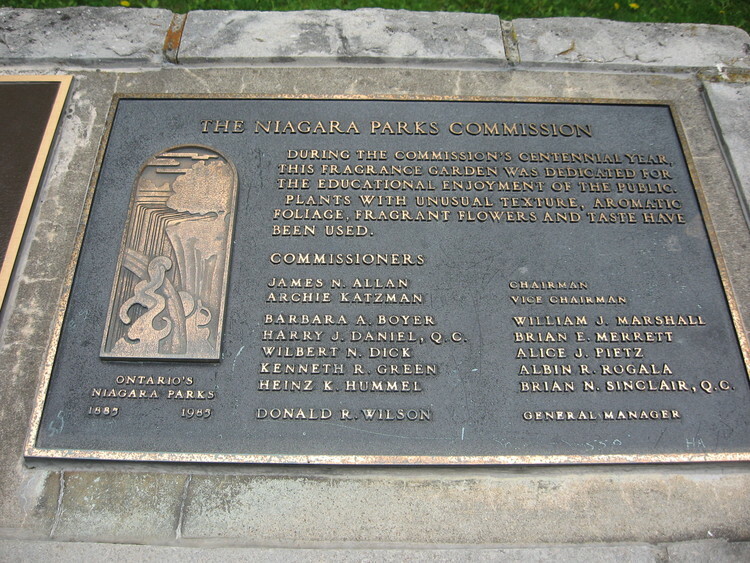 THE NIAGARA PARKS COMMISSION
DURING THE COMMISSION'S CENTENNIAL YEAR,
THIS FRAGRANCE GARDEN WAS DEDICATED FOR
THE EDUCATIONAL ENJOYMENT OF THE PUBLIC.
PLANTS WITH UNUSUAL TEXTURE, AROMATIC
FOLIAGE, FRAGRANT FLOWERS AND TASTE HAVE
BEEN USED.
COMMISSIONERS
JAMES N. ALLAN CHAIRMAN
ARCHIE KATZMAN VICE CHAIRMAN
BARBARA A. BOYER WILLIAM J. MARSHALL
HARRY J. DANIEL, Q.C. BRIAN E. MERRETT
WILBERT N. DICK ALICE J. PIETZ
KENNETH R. GREEN ALBIN R. ROGALA
HEINZ K. HUMMEL BRIAN N. SINCLAIR, Q.C.
DONALD R. WILSON GENERAL MANAGER
ONTARIO'S
NIAGARA PARKS
1885 1985